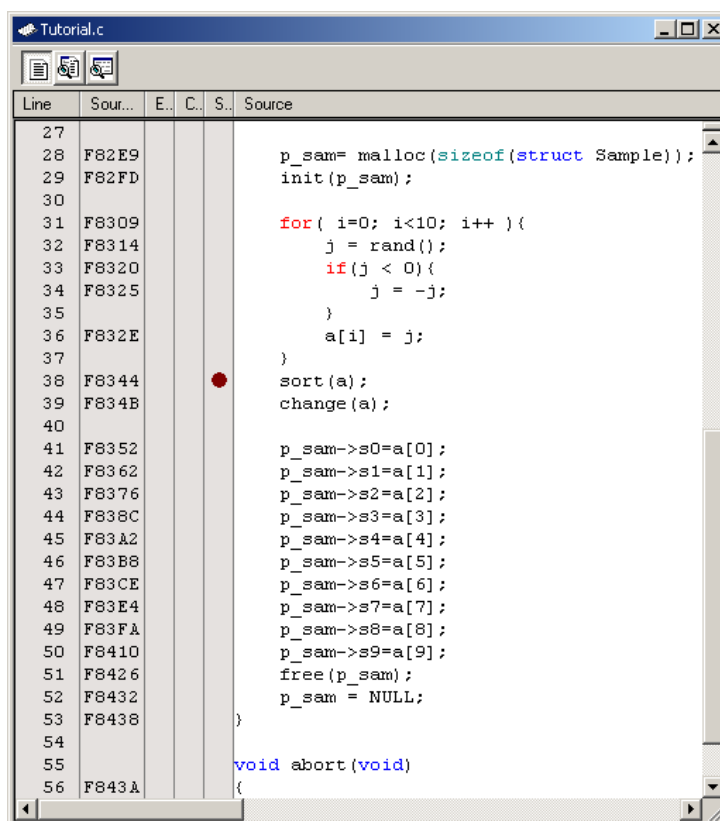 Tutorial.c
Line Sour... E.. C.. S.. Source
27
28 F82E9 p_sam= malloc(sizeof(struct Sample));
29 F82FD init(p_sam);
30
31 F8309 for( i=0; i<10; i++ ){
32 F8314 j = rand();
33 F8320 if(j < 0){
34 F8325 j = -j;
35 }
36 F832E a[i] = j;
37 }
38 F8344 sort(a);
39 F834B change(a);
40
41 F8352 p_sam->s0=a[0];
42 F8362 p_sam->s1=a[1];
43 F8376 p_sam->s2=a[2];
44 F838C p_sam->s3=a[3];
45 F83A2 p_sam->s4=a[4];
46 F83B8 p_sam->s5=a[5];
47 F83CE p_sam->s6=a[6];
48 F83E4 p_sam->s7=a[7];
49 F83FA p_sam->s8=a[8];
50 F8410 p_sam->s9=a[9];
51 F8426 free(p_sam);
52 F8432 p_sam = NULL;
53 F8438 }
54
55 void abort(void)
56 F843A {